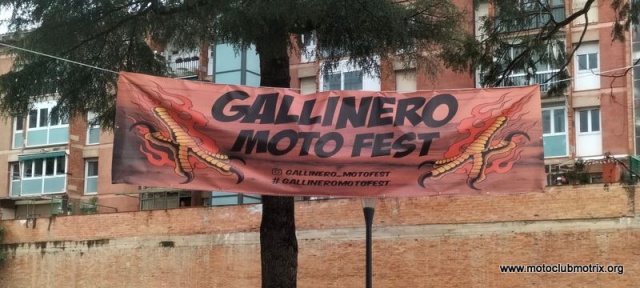 GALLINERO
MOTO FEST
GALLINERO_MOTOFEST
#GALLINEROMOTOFEST
www.motoclubmotrix.org